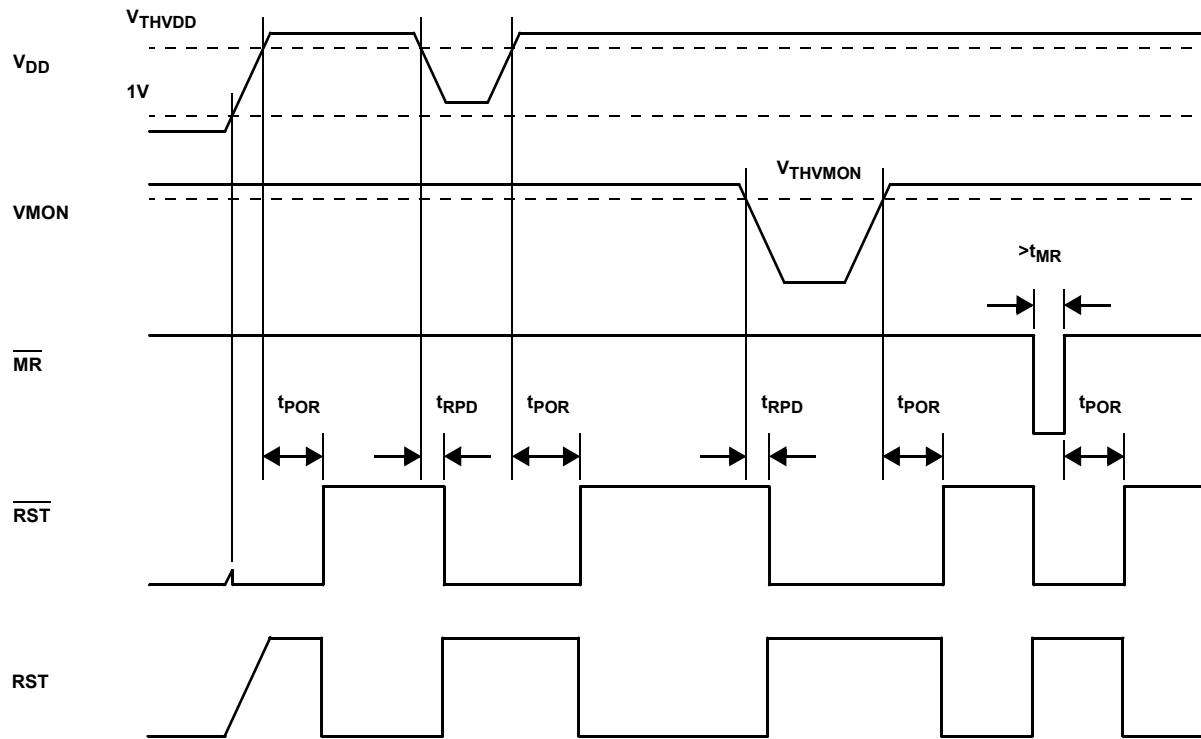 VTHVDD
VDD
1V
VTHVMON
VMON
>tMR
MR
tPOR tRPD tPOR tRPD tPOR tPOR
RST
RST